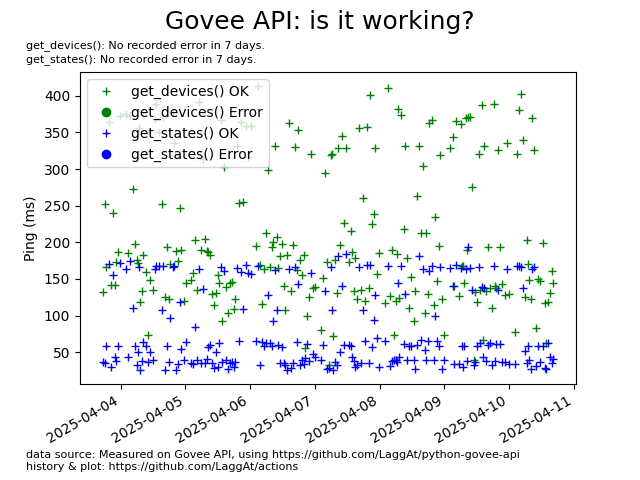 Govee API: is it working?
get_devices(): No recorded error in 7 days.
get_states(): No recorded error in 7 days.
get_devices() OK
get_devices() Error
get_states() OK
get_states() Error
Ping (ms)
400
350
300
250
200
150
100
50
2025-04-04
2025-04-05
2025-04-06
2025-04-07
2025-04-08
2025-04-09
2025-04-10
2025-04-11
data source: Measured on Govee API, using https://github.com/LaggAt/python-govee-api
history & plot: https://github.com/LaggAt/actions